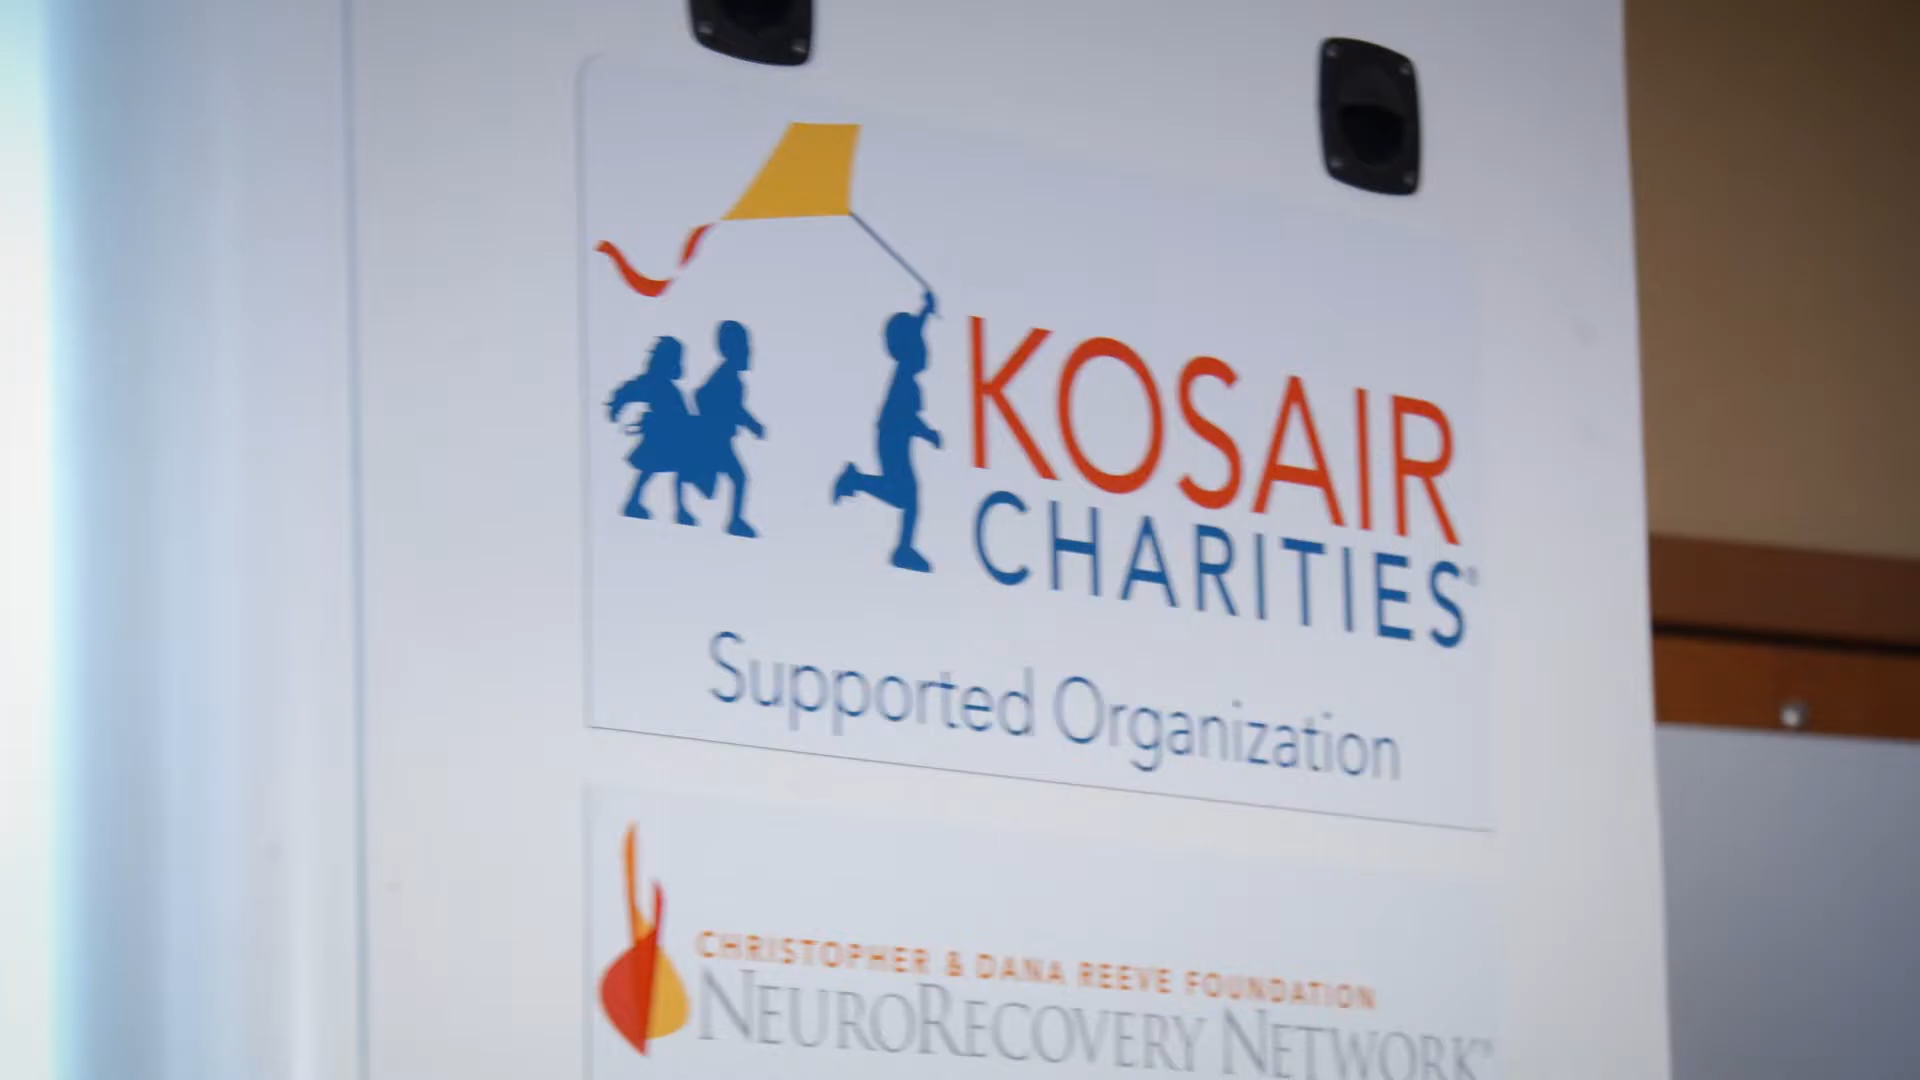 KOSAIR
CHARITIES®
Supported Organization
CHRISTOPHER & DANA REEVE FOUNDATION
NEURORECOVERY NETWORK®